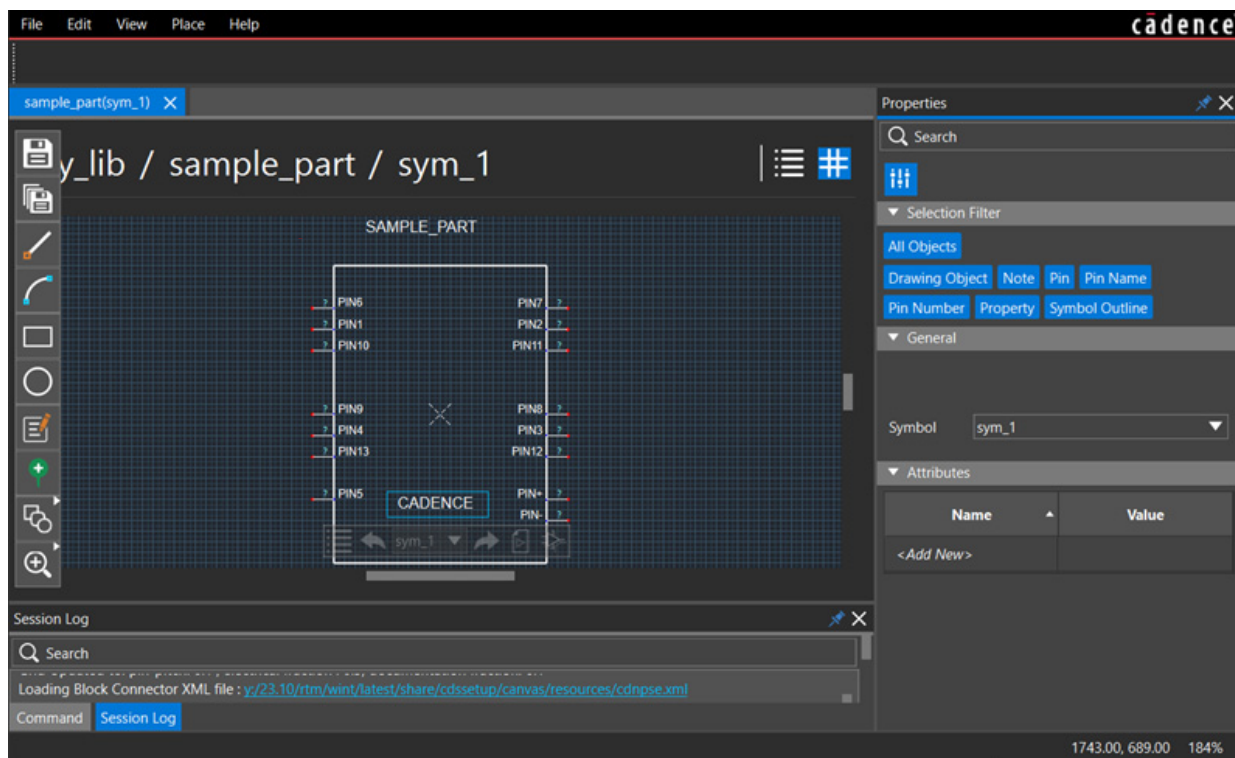 File Edit View Place Help
cādence
sample_part(sym_1)
Properties
y_lib / sample_part / sym_1
Search
Selection Filter
All Objects
Drawing Object Note Pin Pin Name
Pin Number Property Symbol Outline
General
Symbol sym_1
Attributes
Name Value
<Add New>
SAMPLE_PART
? PIN6 PIN7 ?
? PIN1 PIN2 ?
? PIN10 PIN11 ?
? PIN9 PIN8 ?
? PIN4 PIN3 ?
? PIN13 PIN12 ?
? PIN5 PIN+ ?
CADENCE
PIN- ?
sym_1
Session Log
Search
Loading Block Connector XML file : y:/23.10/rtm/wint/latest/share/cdssetup/canvas/resources/cdnpse.xml
Command Session Log
1743.00, 689.00 184%